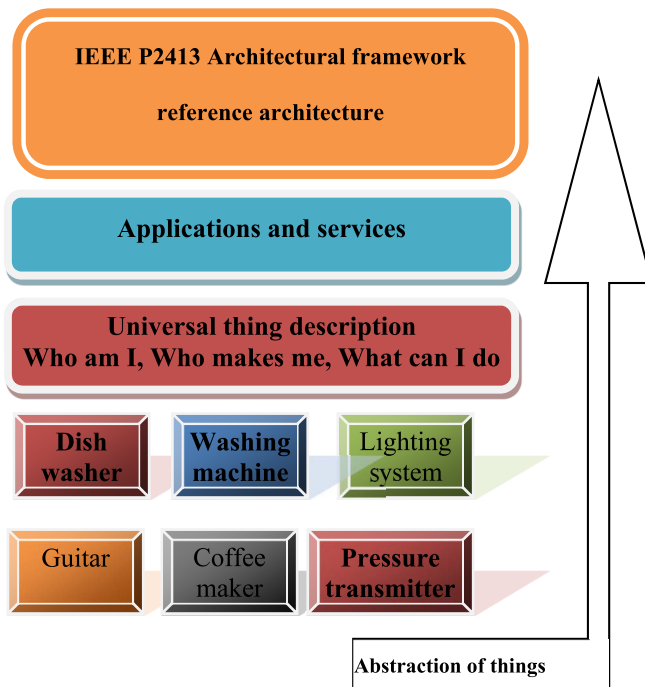 IEEE P2413 Architectural framework
reference architecture
Applications and services
Universal thing description
Who am I, Who makes me, What can I do
Dish
washer
Washing
machine
Lighting
system
Guitar
Coffee
maker
Pressure
transmitter
Abstraction of things